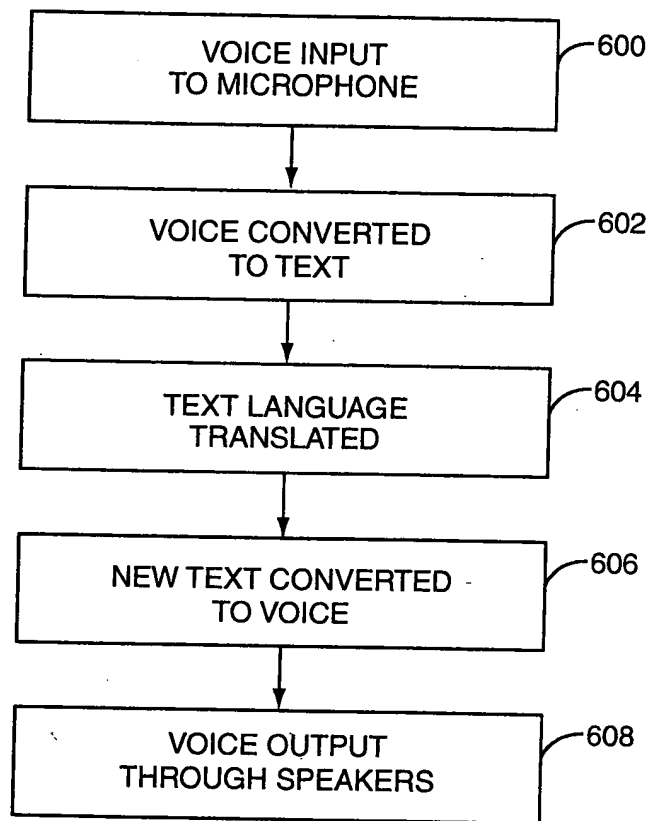 VOICE INPUT
TO MICROPHONE
600
VOICE CONVERTED
TO TEXT
602
TEXT LANGUAGE
TRANSLATED
604
NEW TEXT CONVERTED
TO VOICE
606
VOICE OUTPUT
THROUGH SPEAKERS
608